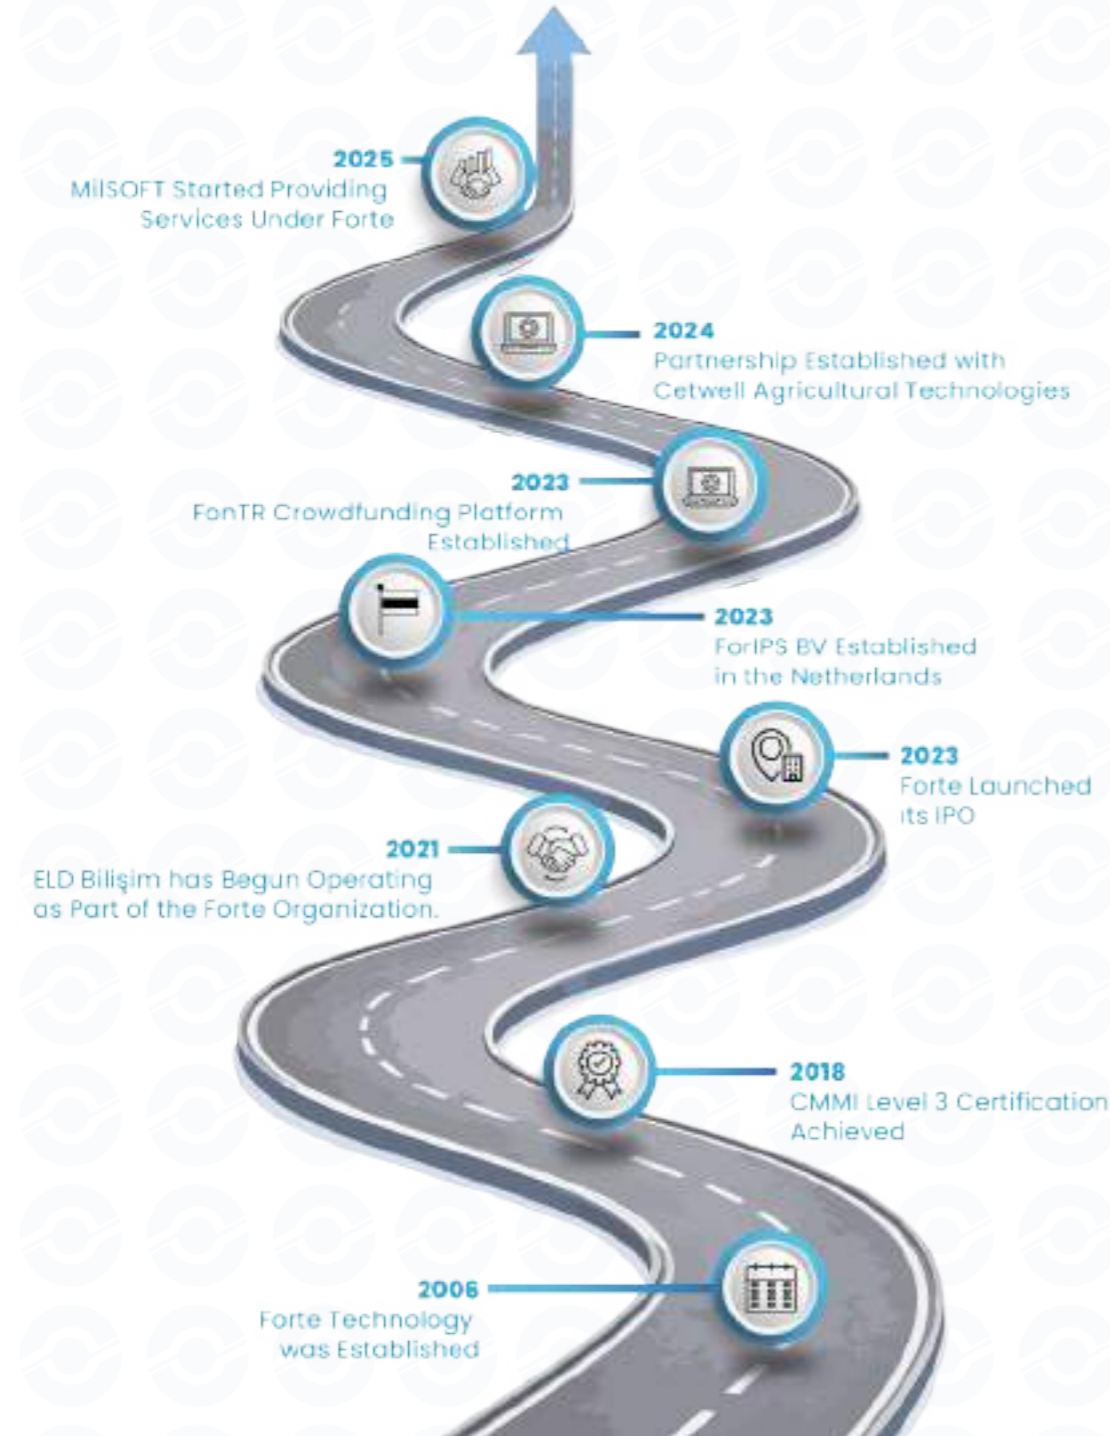 2025
MilSOFT Started Providing
Services Under Forte
2024
Partnership Established with
Cetwell Agricultural Technologies
2023
FonTR Crowdfunding Platform
Established
2023
ForIPS BV Established
in the Netherlands
2023
Forte Launched
its IPO
2021
ELD Bilişim has Begun Operating
as Part of the Forte Organization.
2018
CMMI Level 3 Certification
Achieved
2006
Forte Technology
was Established